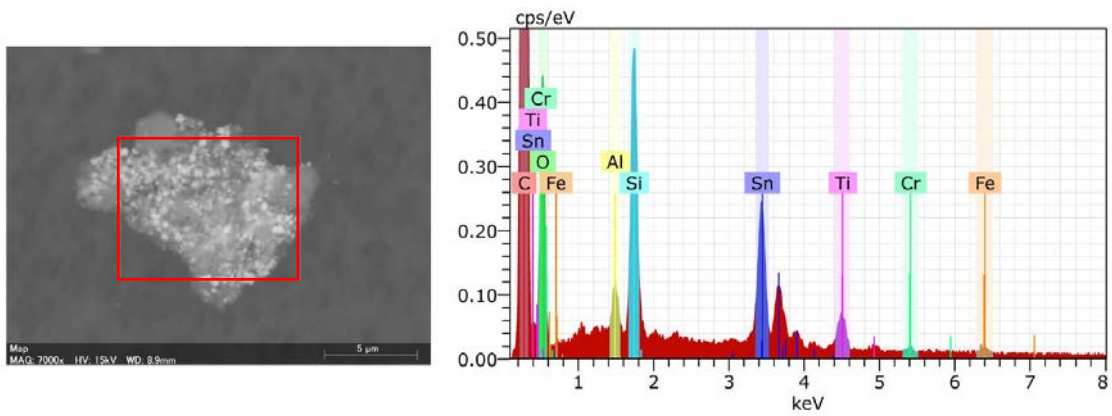 Map
MAG: 7000x HV: 15kV WD: 8.9mm
5 µm
cps/eV
0.50
0.40
0.30
0.20
0.10
0.00
Cr
Ti
Sn
O
C
Fe
Al
Si
Sn
Ti
Cr
Fe
1 2 3 4 5 6 7 8
keV